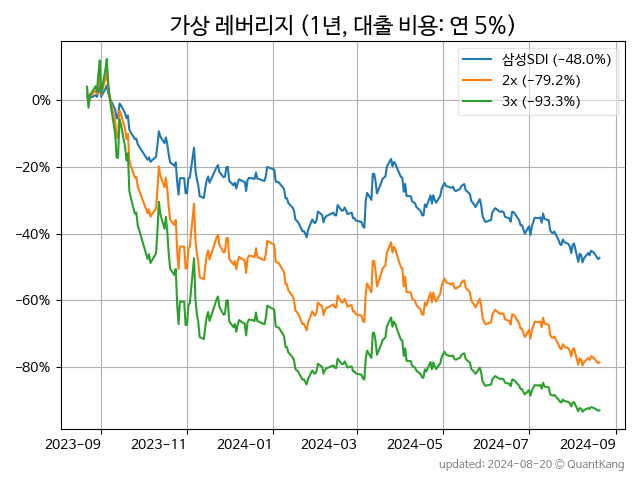 가상 레버리지 (1년, 대출 비용: 연 5%)
삼성SDI (−48.0%)
2x (−79.2%)
3x (−93.3%)
0%
−20%
−40%
−60%
−80%
2023−09 2023−11 2024−01 2024−03 2024−05 2024−07 2024−09
updated: 2024-08-20 © QuantKang